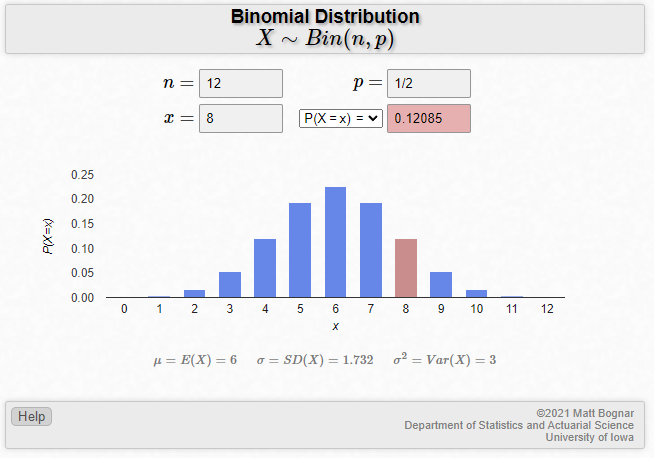 Binomial Distribution
X ∼ Bin(n, p)
n = 12 p = 1/2
x = 8 P(X = x) = 0.12085
0.25
0.20
0.15
0.10
0.05
0.00
P(X=x)
0 1 2 3 4 5 6 7 8 9 10 11 12
x
μ = E(X) = 6 σ = SD(X) = 1.732 σ² = Var(X) = 3
Help
©2021 Matt Bognar
Department of Statistics and Actuarial Science
University of Iowa